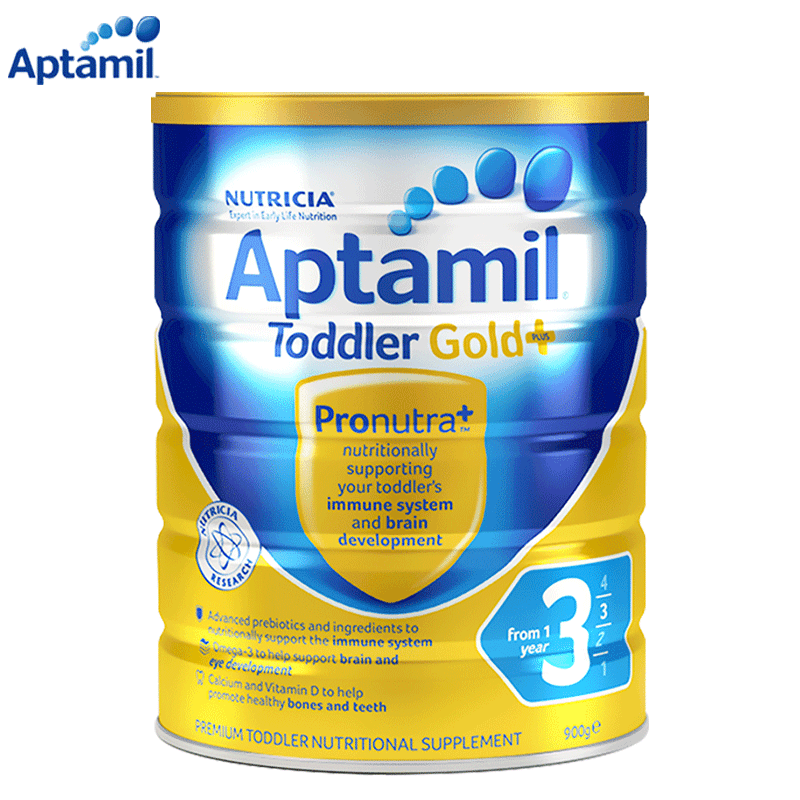 Aptamil
NUTRICIA®
Expert in Early Life Nutrition
Aptamil®
Toddler Gold+
PLUS
Pronutra+™
nutritionally
supporting
your toddler's
immune system
and brain
development
NUTRICIA
RESEARCH
Advanced prebiotics and ingredients to
nutritionally support the immune system
Omega-3 to help support brain and
eye development
Calcium and Vitamin D to help
promote healthy bones and teeth
From 1
year
3
4
3
2
1
PREMIUM TODDLER NUTRITIONAL SUPPLEMENT
900g℮